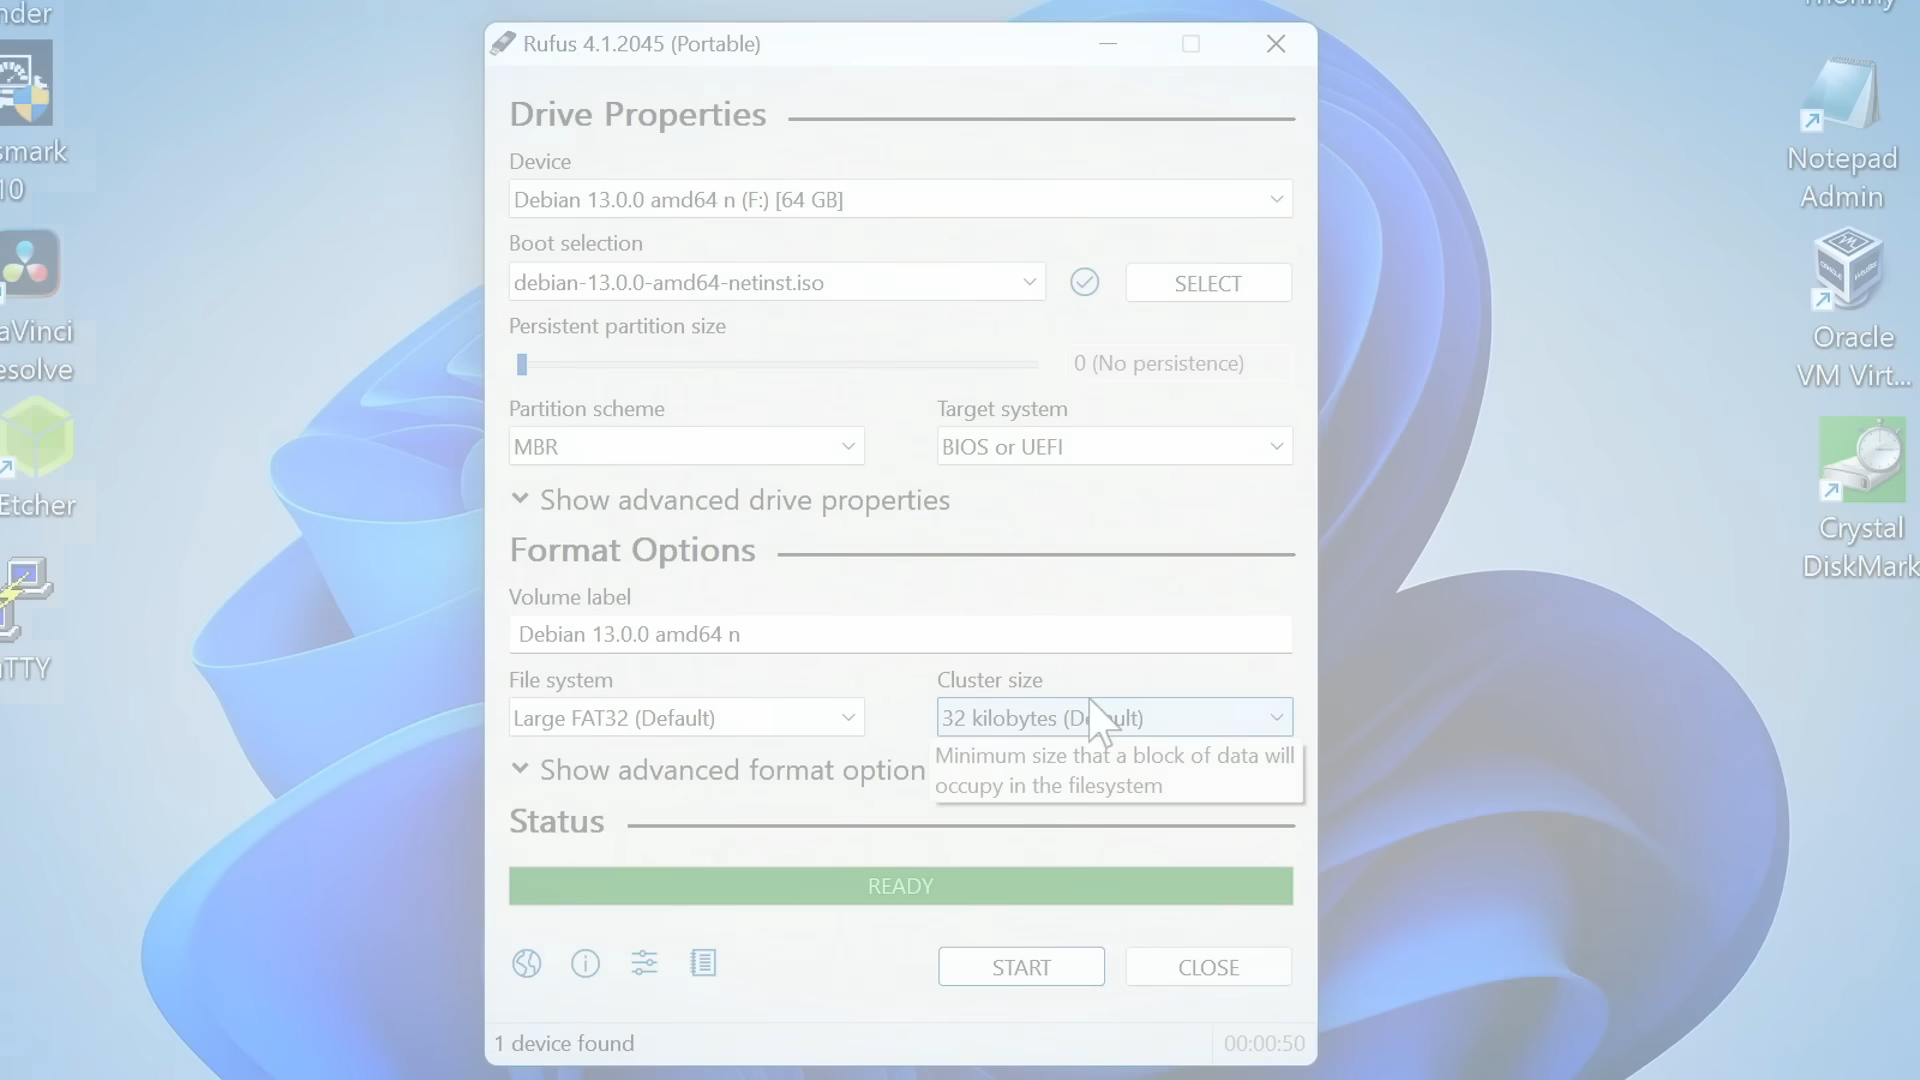 nder
smark
10
aVinci
esolve
Etcher
TTY
Rufus 4.1.2045 (Portable)
Drive Properties
Device
Debian 13.0.0 amd64 n (F:) [64 GB]
Boot selection
debian-13.0.0-amd64-netinst.iso
SELECT
Persistent partition size
0 (No persistence)
Partition scheme
Target system
MBR
BIOS or UEFI
Show advanced drive properties
Format Options
Volume label
Debian 13.0.0 amd64 n
File system
Cluster size
Large FAT32 (Default)
32 kilobytes (De ult)
Show advanced format option
Minimum size that a block of data will
occupy in the filesystem
Status
READY
START
CLOSE
1 device found
00:00:50
Notepad
Admin
Oracle
VM Virt...
Crystal
DiskMark